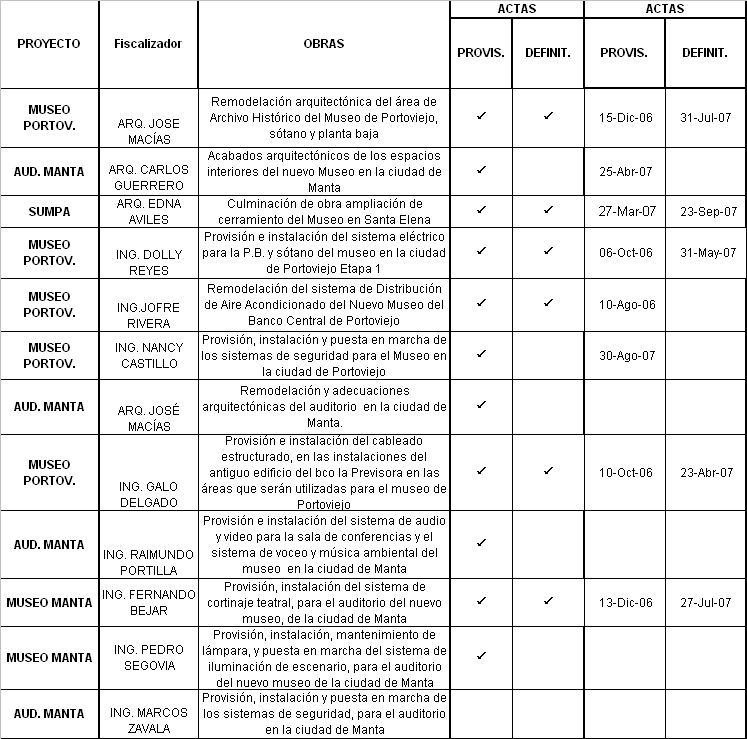 ACTAS ACTAS
PROYECTO Fiscalizador OBRAS PROVIS. DEFINIT. PROVIS. DEFINIT.
MUSEO PORTOV. ARQ. JOSE MACÍAS Remodelación arquitectónica del área de
Archivo Histórico del Museo de Portoviejo,
sótano y planta baja
✓ ✓ 15-Dic-06 31-Jul-07
AUD. MANTA ARQ. CARLOS GUERRERO Acabados arquitectónicos de los espacios
interiores del nuevo Museo en la ciudad de
Manta
✓ 25-Abr-07
SUMPA ARQ. EDNA AVILES Culminación de obra ampliación de
cerramiento del Museo en Santa Elena
✓ ✓ 27-Mar-07 23-Sep-07
MUSEO PORTOV. ING. DOLLY REYES Provisión e instalación del sistema eléctrico
para la P.B. y sótano del museo en la ciudad
de Portoviejo Etapa 1
✓ ✓ 06-Oct-06 31-May-07
MUSEO PORTOV. ING.JOFRE RIVERA Remodelación del sistema de Distribución
de Aire Acondicionado del Nuevo Museo del
Banco Central de Portoviejo
✓ ✓ 10-Ago-06
MUSEO PORTOV. ING. NANCY CASTILLO Provisión, instalación y puesta en marcha de
los sistemas de seguridad para el Museo en
la ciudad de Portoviejo
✓ 30-Ago-07
AUD. MANTA ARQ. JOSÉ MACÍAS Remodelación y adecuaciones
arquitectónicas del auditorio en la ciudad de
Manta.
✓
MUSEO PORTOV. ING. GALO DELGADO Provisión e instalación del cableado
estructurado, en las instalaciones del
antiguo edificio del bco la Previsora en las
áreas que serán utilizadas para el museo de
Portoviejo
✓ ✓ 10-Oct-06 23-Abr-07
AUD. MANTA ING. RAIMUNDO PORTILLA Provisión e instalación del sistema de audio
y video para la sala de conferencias y el
sistema de voceo y música ambiental del
museo en la ciudad de Manta
✓
MUSEO MANTA ING. FERNANDO BEJAR Provisión, instalación del sistema de
cortinaje teatral, para el auditorio del nuevo
museo, de la ciudad de Manta
✓ ✓ 13-Dic-06 27-Jul-07
MUSEO MANTA ING. PEDRO SEGOVIA Provisión, instalación, mantenimiento de
lámpara, y puesta en marcha del sistema de
iluminación de escenario, para el auditorio
del nuevo museo de la ciudad de Manta
✓
AUD. MANTA ING. MARCOS ZAVALA Provisión, instalación y puesta en marcha de
los sistemas de seguridad, para el auditorio
en la ciudad de Manta